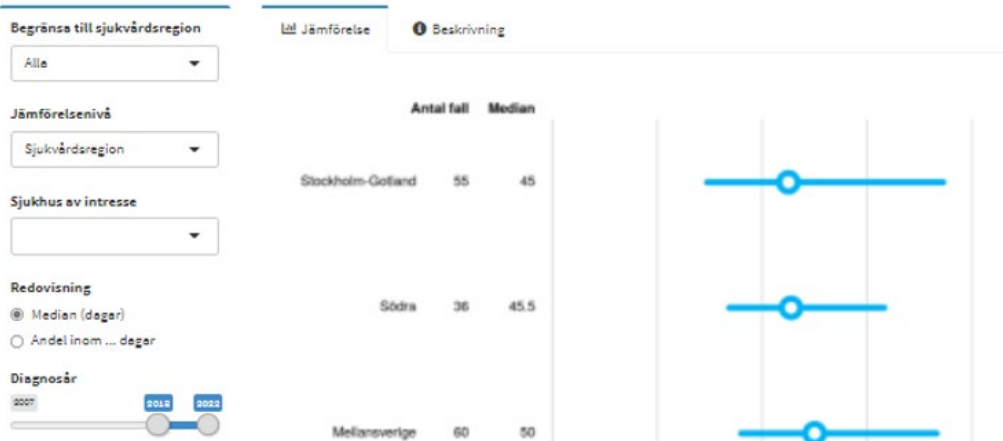 Begränsa till sjukvårdsregion
Alla
Jämförelsenivå
Sjukvårdsregion
Sjukhus av intresse
Redovisning
Median (dagar)
Andel inom ... dagar
Diagnosår
2007
2018
2022
Jämförelse
Beskrivning
Antal fall Median
Stockholm-Gotland 55 45
Södra 36 45.5
Mellansverige 60 50